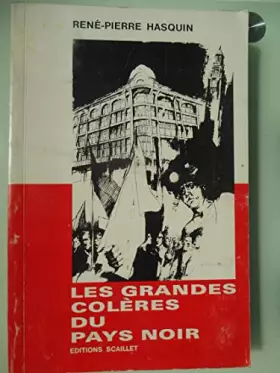 RENÉ-PIERRE HASQUIN
LES GRANDES
COLÈRES
DU
PAYS NOIR
EDITIONS SCAILLET